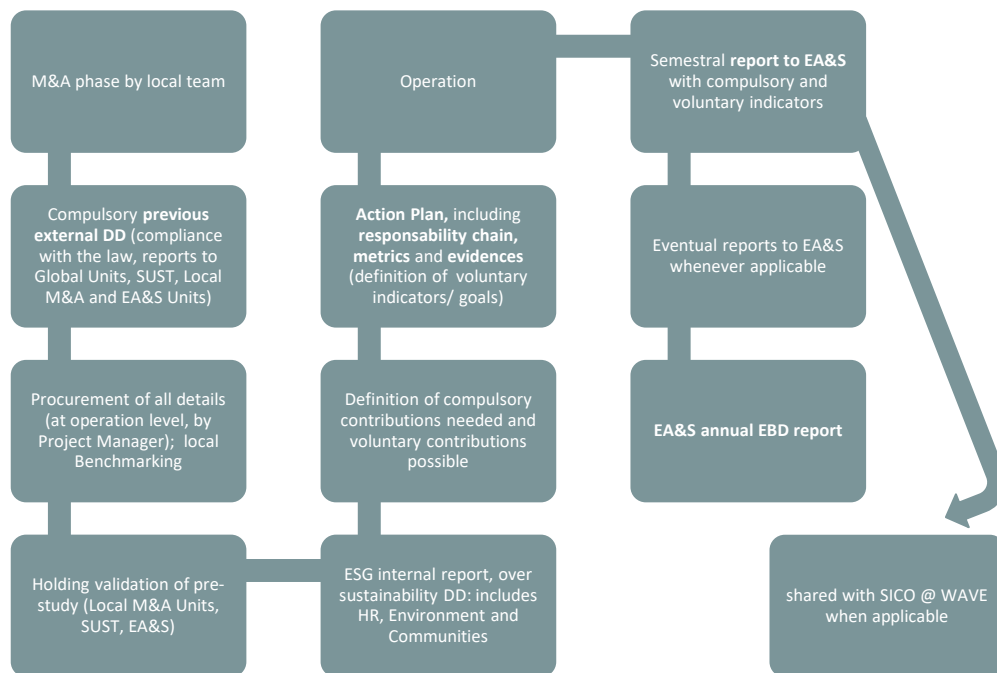 M&A phase by local team
Compulsory previous
external DD (compliance
with the law, reports to
Global Units, SUST, Local
M&A and EA&S Units)
Procurement of all details
(at operation level, by
Project Manager);  local
Benchmarking
Holding validation of pre-
study (Local M&A Units,
SUST, EA&S)
ESG internal report, over
sustainability DD: includes
HR, Environment and
Communities
Definition of compulsory
contributions needed and
voluntary contributions
possible
Action Plan, including
responsability chain,
metrics and evidences
(definition of  voluntary
indicators/ goals)
Operation
Semestral report to EA&S
with compulsory and
voluntary indicators
Eventual reports to EA&S
whenever applicable
EA&S annual EBD report
shared with SICO @ WAVE
when applicable